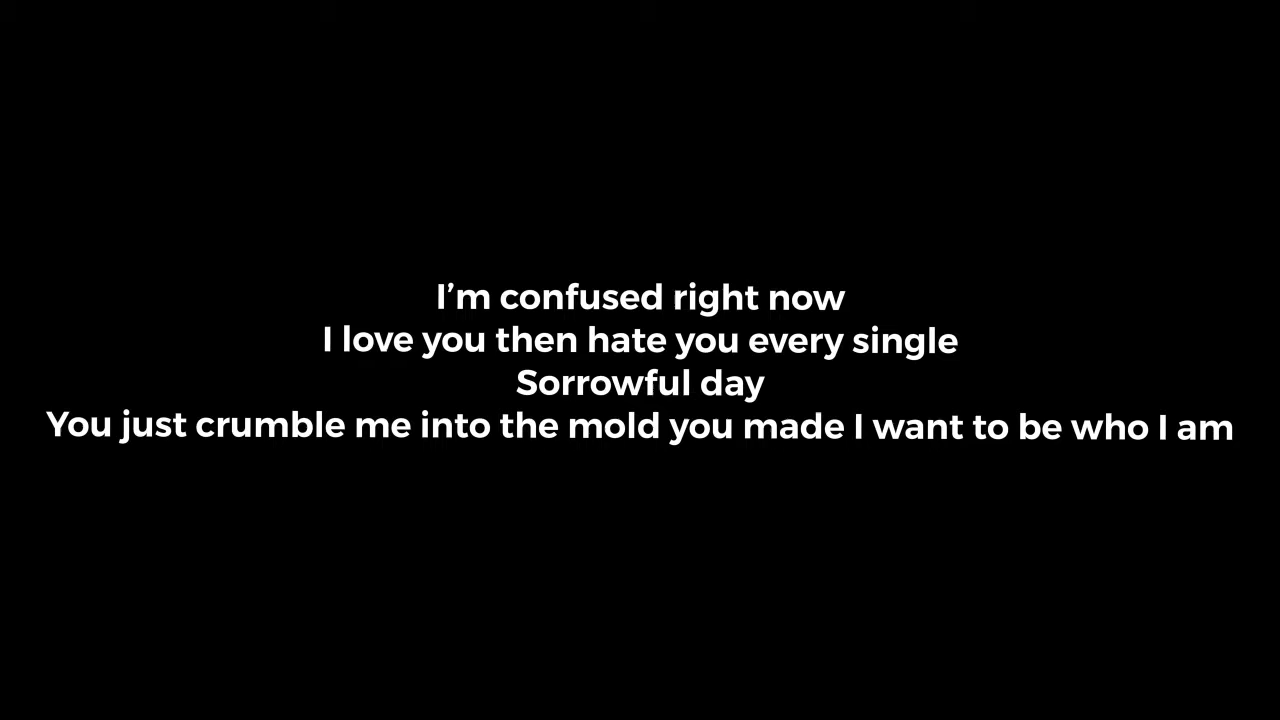 I’m confused right now
I love you then hate you every single
Sorrowful day
You just crumble me into the mold you made I want to be who I am